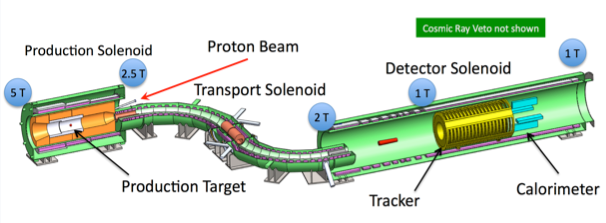 Cosmic Ray Veto not shown
1 T
Production Solenoid
Proton Beam
2.5 T
Detector Solenoid
5 T
Transport Solenoid
1 T
2 T
Production Target
Tracker
Calorimeter